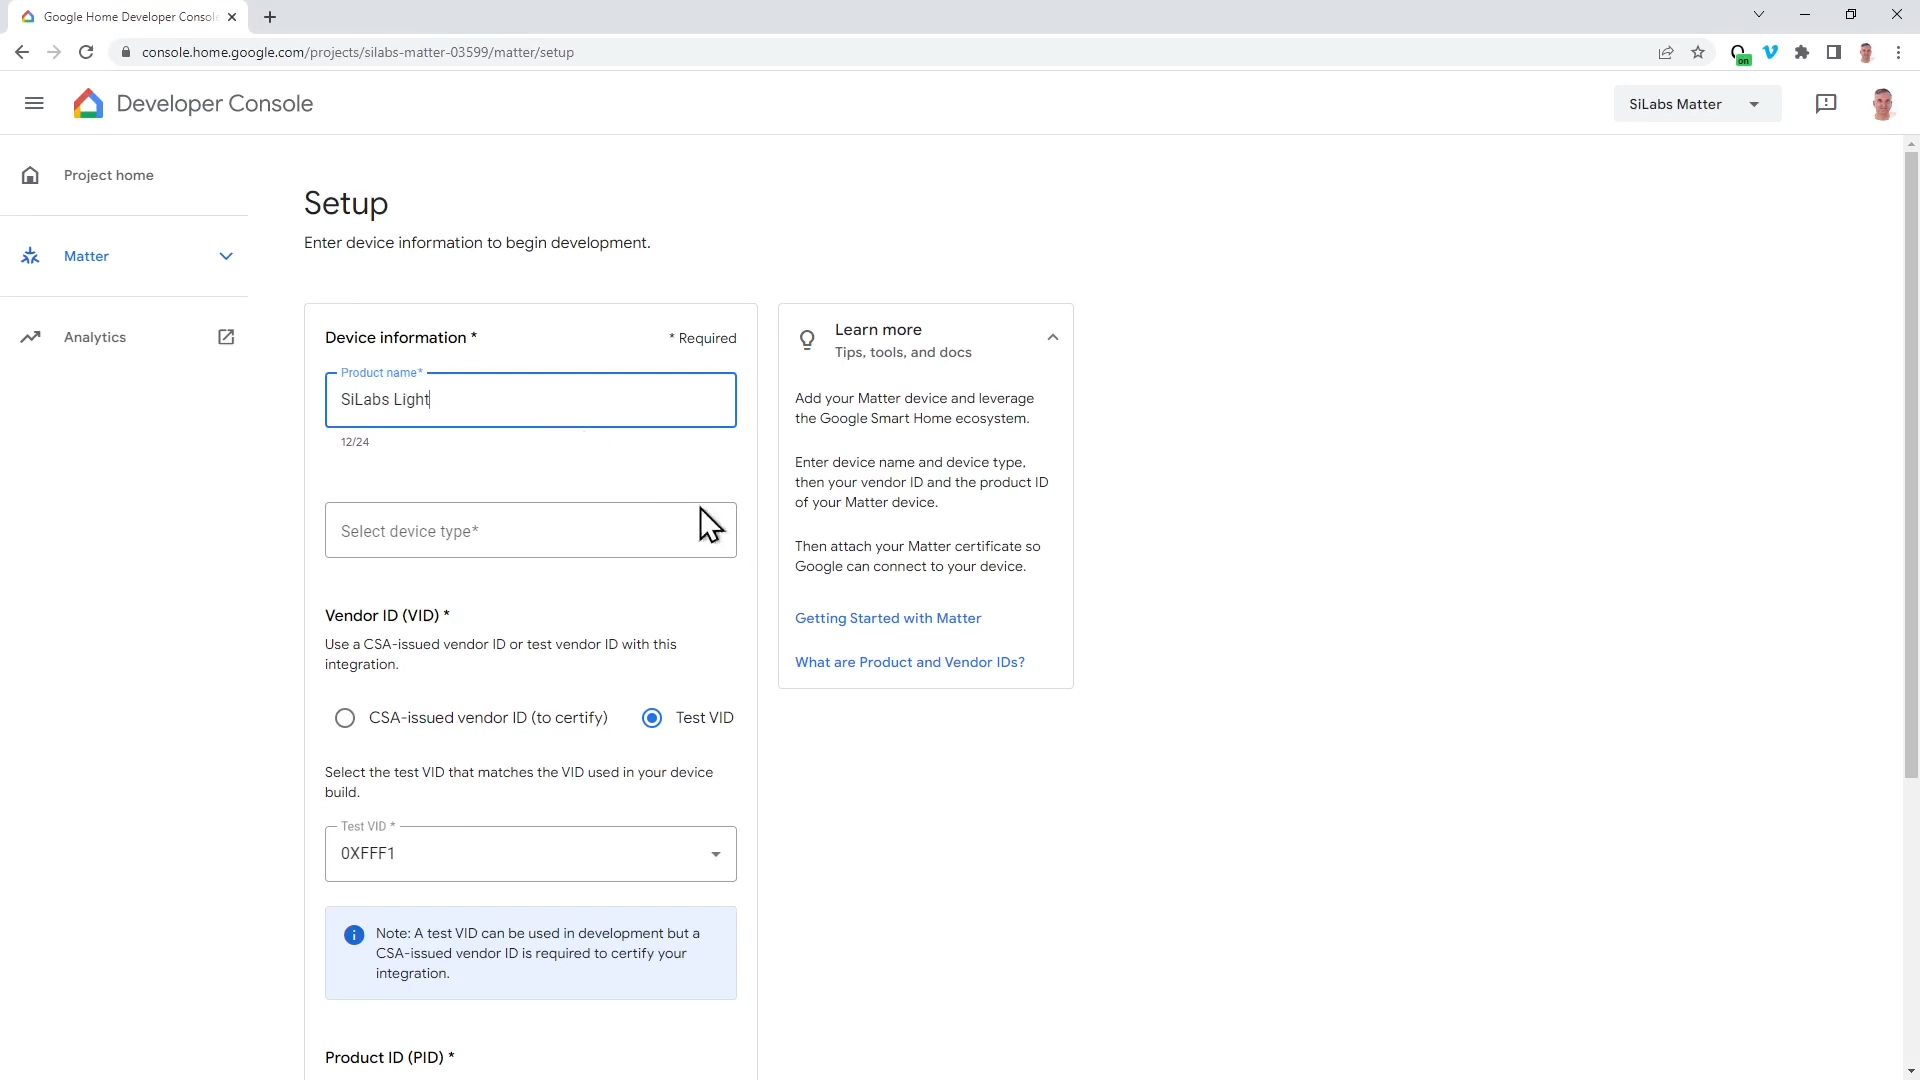 Google Home Developer Consol
console.home.google.com/projects/silabs-matter-03599/matter/setup
on
Developer Console
SiLabs Matter
Project home
Matter
Analytics
Setup
Enter device information to begin development.
Device information *
* Required
Product name*
SiLabs Light
12/24
Select device type*
Vendor ID (VID) *
Use a CSA-issued vendor ID or test vendor ID with this
integration.
CSA-issued vendor ID (to certify)
Test VID
Select the test VID that matches the VID used in your device
build.
Test VID *
0XFFF1
Note: A test VID can be used in development but a
CSA-issued vendor ID is required to certify your
integration.
Product ID (PID) *
Learn more
Tips, tools, and docs
Add your Matter device and leverage
the Google Smart Home ecosystem.
Enter device name and device type,
then your vendor ID and the product ID
of your Matter device.
Then attach your Matter certificate so
Google can connect to your device.
Getting Started with Matter
What are Product and Vendor IDs?